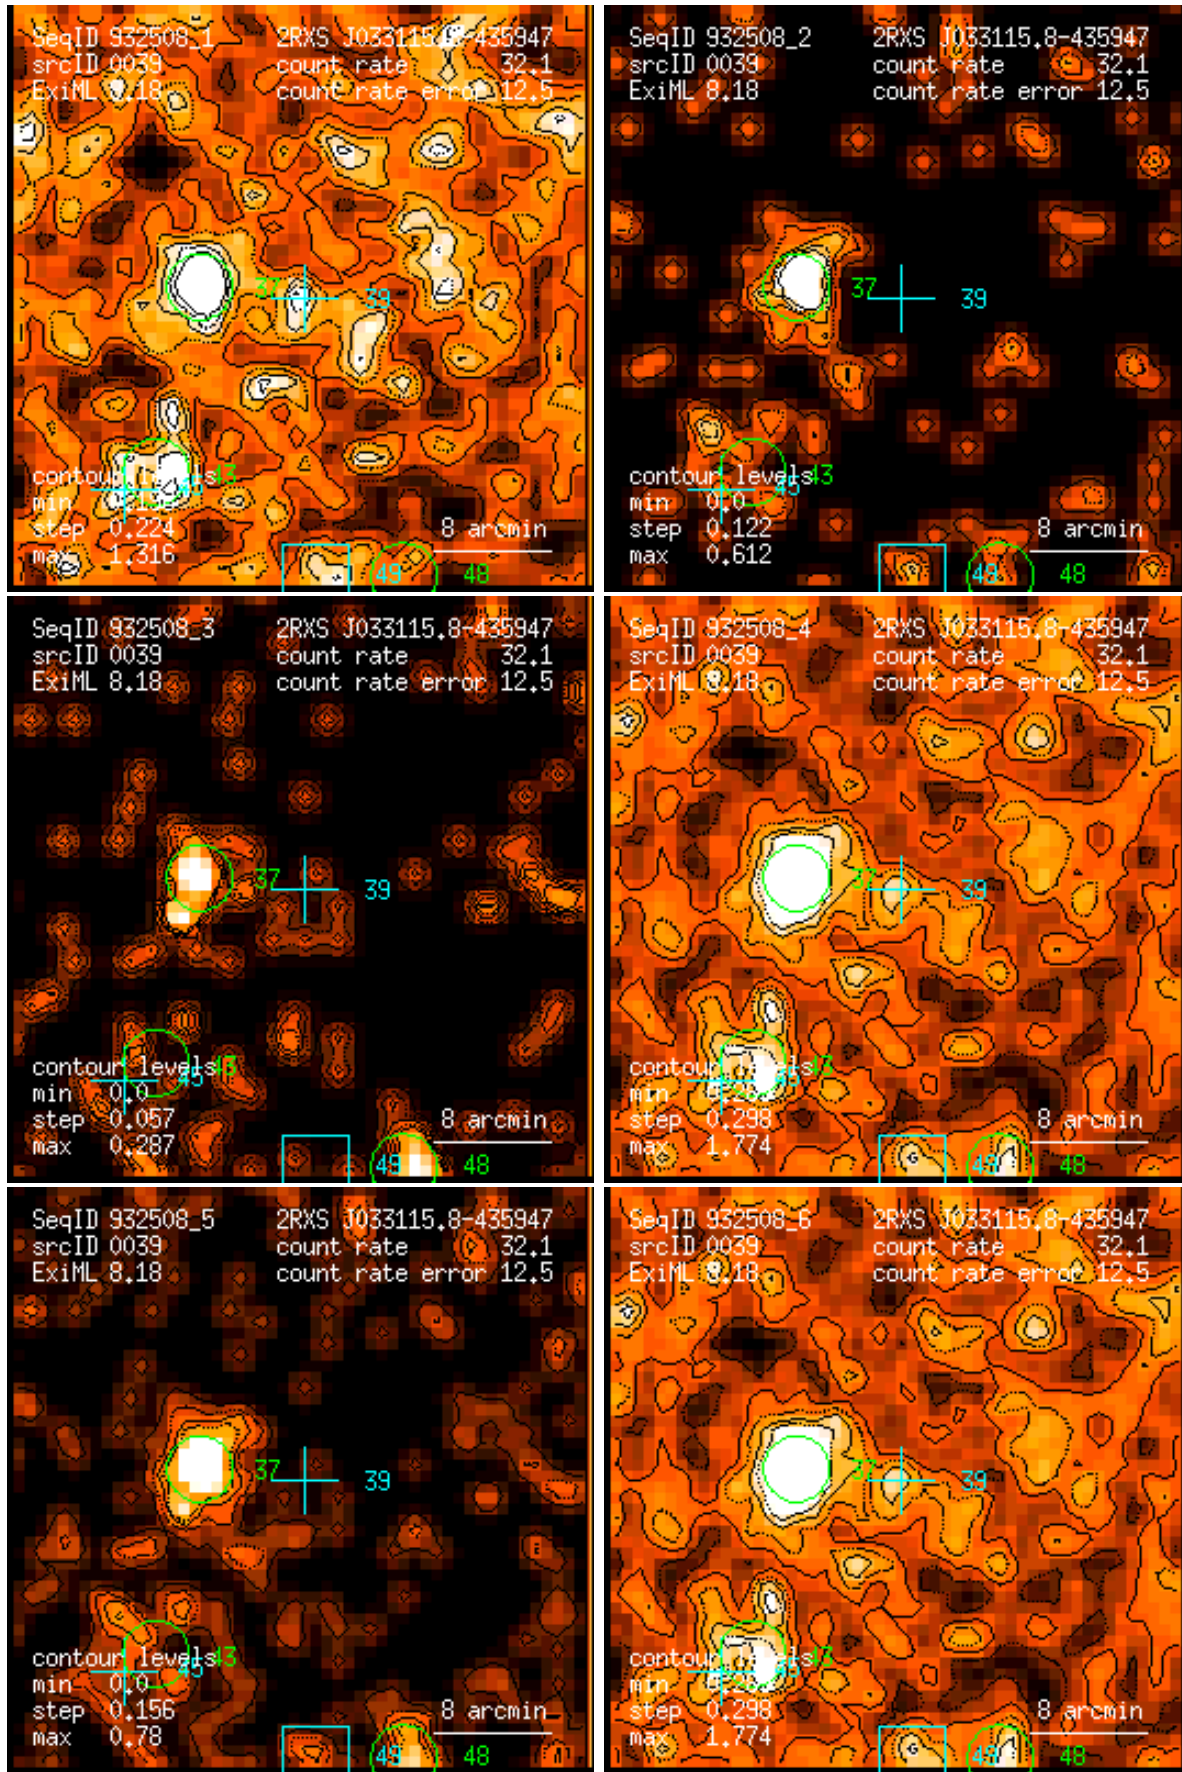 SeqID 932508_1 2RXS J033115.8-435947
srcID 0039 count rate 32.1
ExiML 8.18 count rate error 12.5
37 39
contour levels 43
min
step 0.224 8 arcmin
max 1.316
49 48
SeqID 932508_2 2RXS J033115.8-435947
srcID 0039 count rate 32.1
ExiML 8.18 count rate error 12.5
37 39
contour levels 43
min 0.0 45
step 0.122 8 arcmin
max 0.612
49 48
SeqID 932508_3 2RXS J033115.8-435947
srcID 0039 count rate 32.1
ExiML 8.18 count rate error 12.5
37 39
contour levels 43
min 0.0 45
step 0.057 8 arcmin
max 0.287
49 48
SeqID 932508_4 2RXS J033115.8-435947
srcID 0039 count rate 32.1
ExiML 8.18 count rate error 12.5
37 39
contour levels 43
min
step 0.298 8 arcmin
max 1.774
49 48
SeqID 932508_5 2RXS J033115.8-435947
srcID 0039 count rate 32.1
ExiML 8.18 count rate error 12.5
37 39
contour levels 43
min 0.0 45
step 0.156 8 arcmin
max 0.78
49 48
SeqID 932508_6 2RXS J033115.8-435947
srcID 0039 count rate 32.1
ExiML 8.18 count rate error 12.5
37 39
contour levels 43
min
step 0.298 8 arcmin
max 1.774
49 48